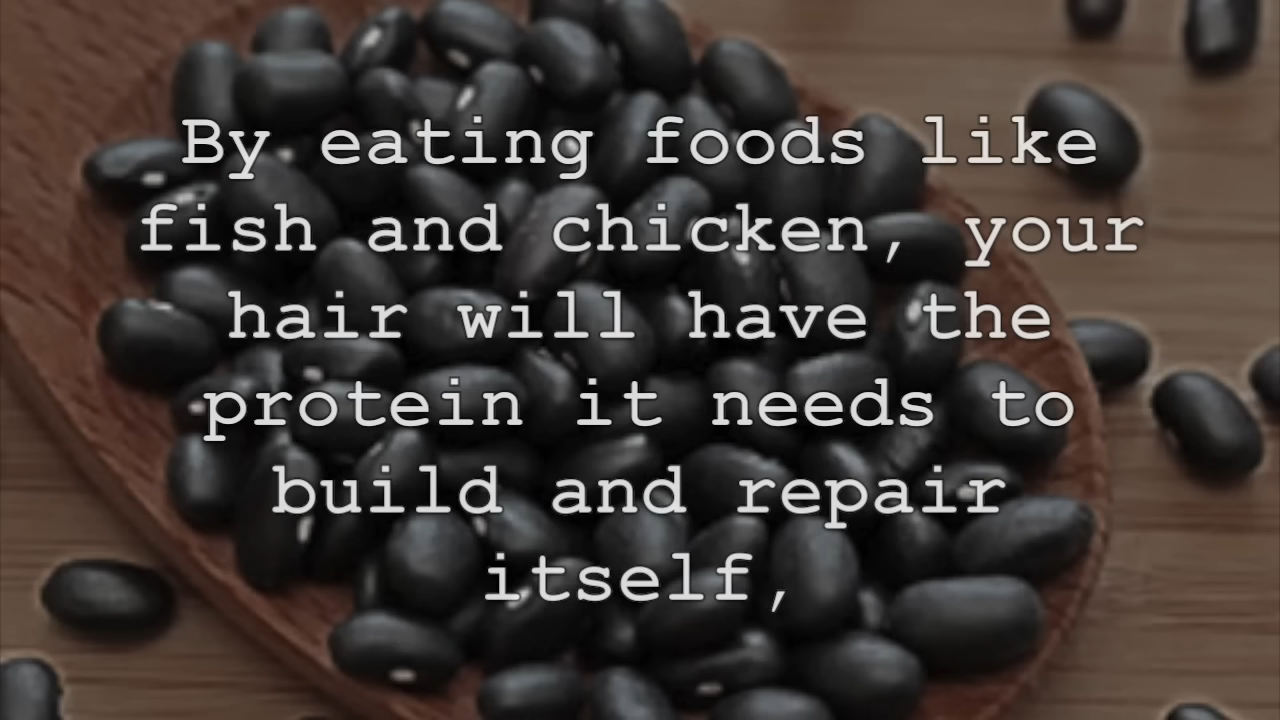 By eating foods like
fish and chicken, your
hair will have the
protein it needs to
build and repair
itself,